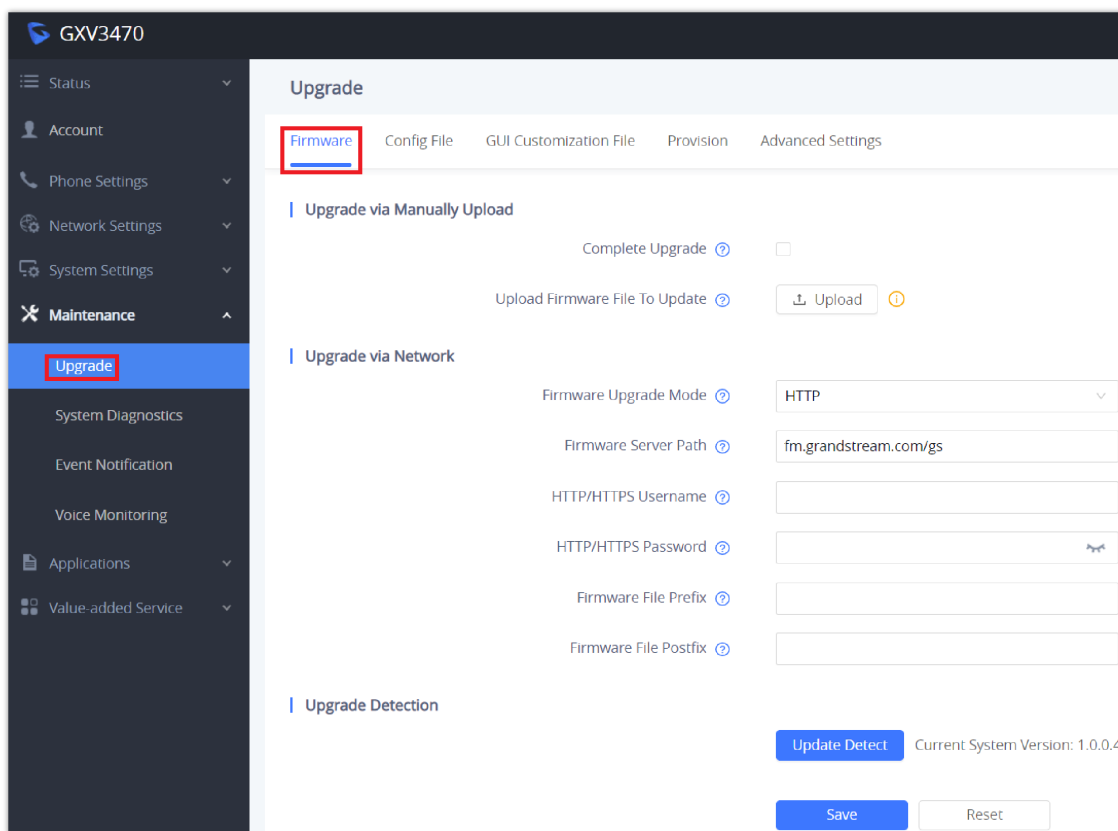 GXV3470
Status
Account
Phone Settings
Network Settings
System Settings
Maintenance
Upgrade
System Diagnostics
Event Notification
Voice Monitoring
Applications
Value-added Service
Upgrade
Firmware Config File GUI Customization File Provision Advanced Settings
Upgrade via Manually Upload
Complete Upgrade
Upload Firmware File To Update Upload
Upgrade via Network
Firmware Upgrade Mode HTTP
Firmware Server Path fm.grandstream.com/gs
HTTP/HTTPS Username
HTTP/HTTPS Password
Firmware File Prefix
Firmware File Postfix
Upgrade Detection
Update Detect Current System Version: 1.0.0.4
Save Reset